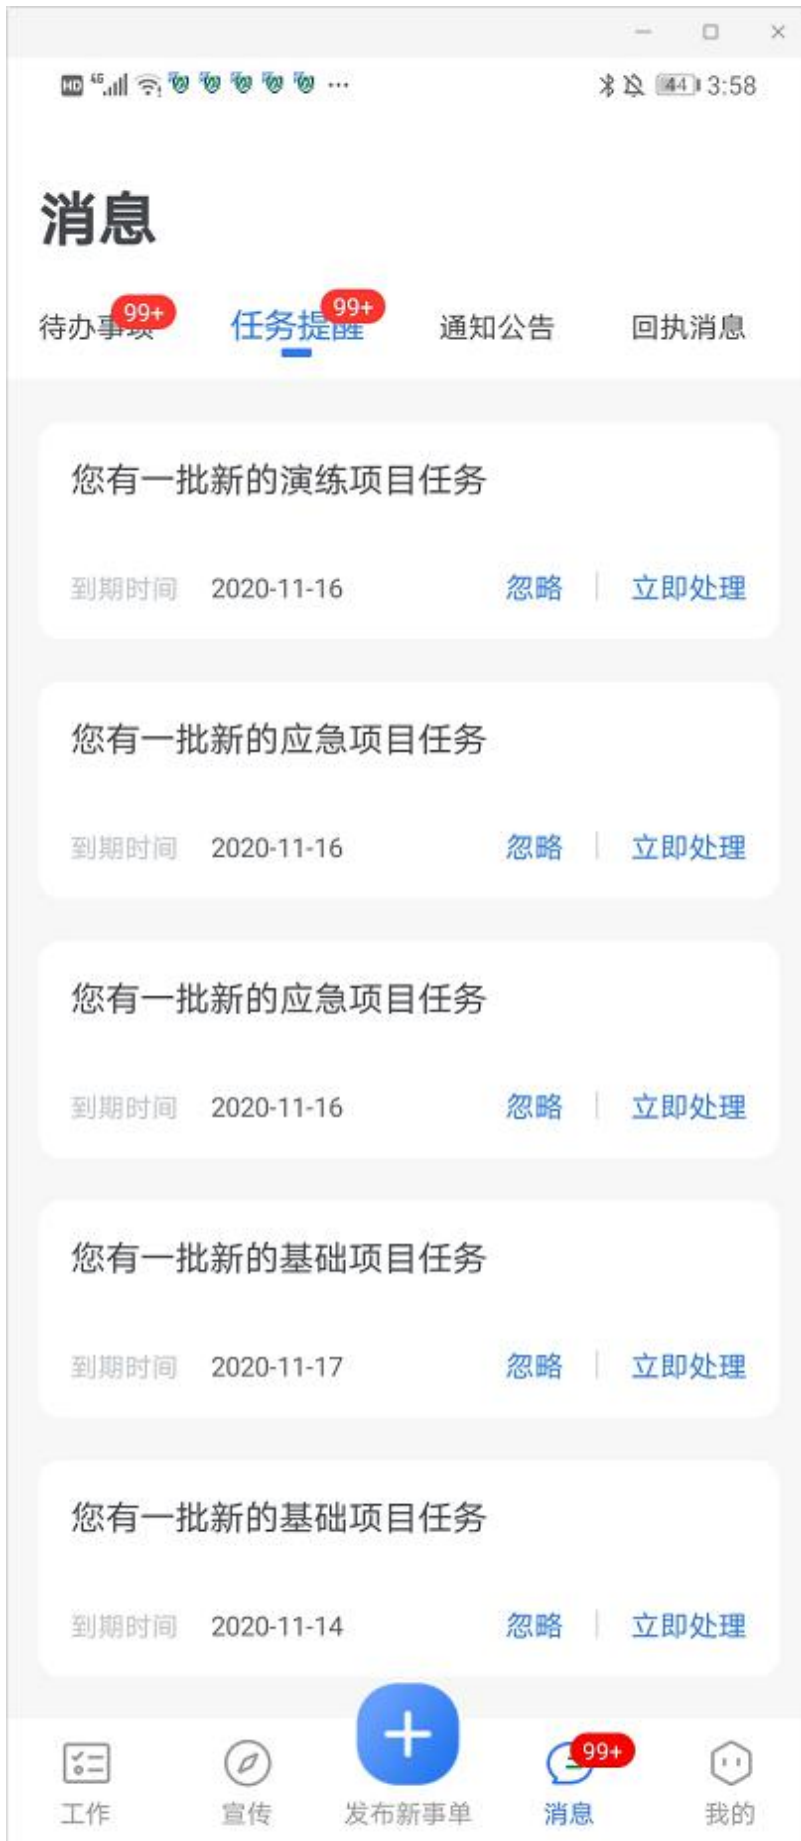 HD 4G 44 3:58
消息
待办事项 99+ 任务提醒 99+ 通知公告 回执消息
您有一批新的演练项目任务
到期时间 2020-11-16 忽略 立即处理
您有一批新的应急项目任务
到期时间 2020-11-16 忽略 立即处理
您有一批新的应急项目任务
到期时间 2020-11-16 忽略 立即处理
您有一批新的基础项目任务
到期时间 2020-11-17 忽略 立即处理
您有一批新的基础项目任务
到期时间 2020-11-14 忽略 立即处理
99+
工作 宣传 发布新事单 消息 我的